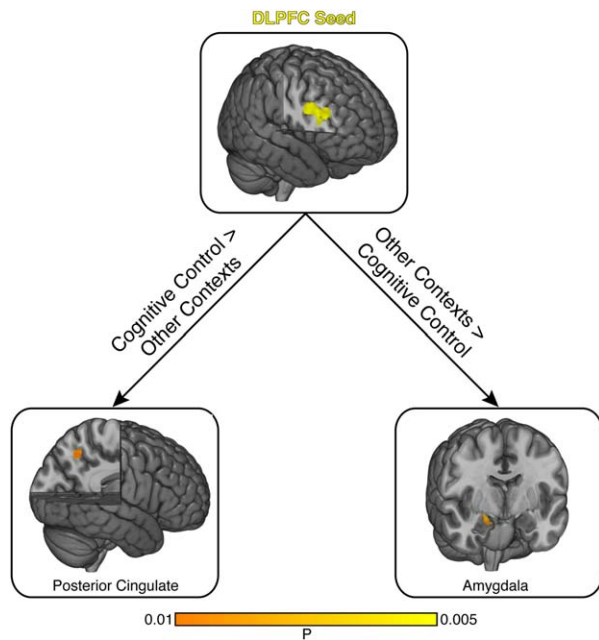 DLPFC Seed
Cognitive Control >
Other Contexts
Other Contexts >
Cognitive Control
Posterior Cingulate
Amygdala
0.01
0.005
P